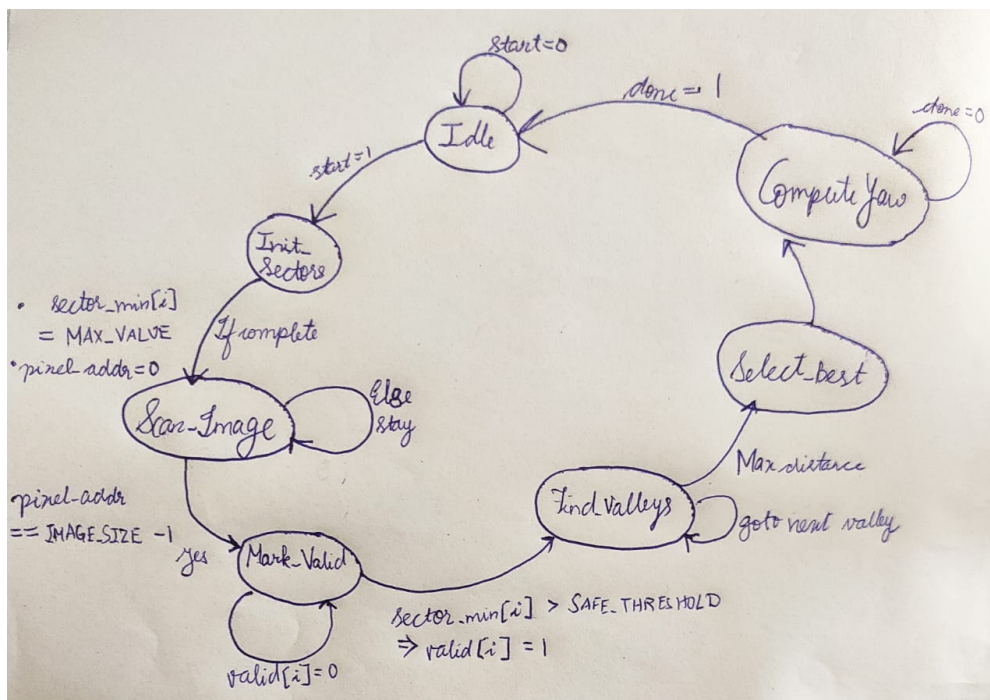 start=0
Idle
done = 1
done=0
Compute Yaw
start=1
Init_
Sectors
• sector_min[i]
= MAX_VALUE
• pixel_addr=0
If complete
Select_Best
Scan_Image
Else
stay
Max distance
pixel_addr
== IMAGE_SIZE -1
yes
Find_Valleys
goto next valley
Mark_Valid
sector_min[i] > SAFE_THRESHOLD
⇒ valid[i] = 1
valid[i]=0